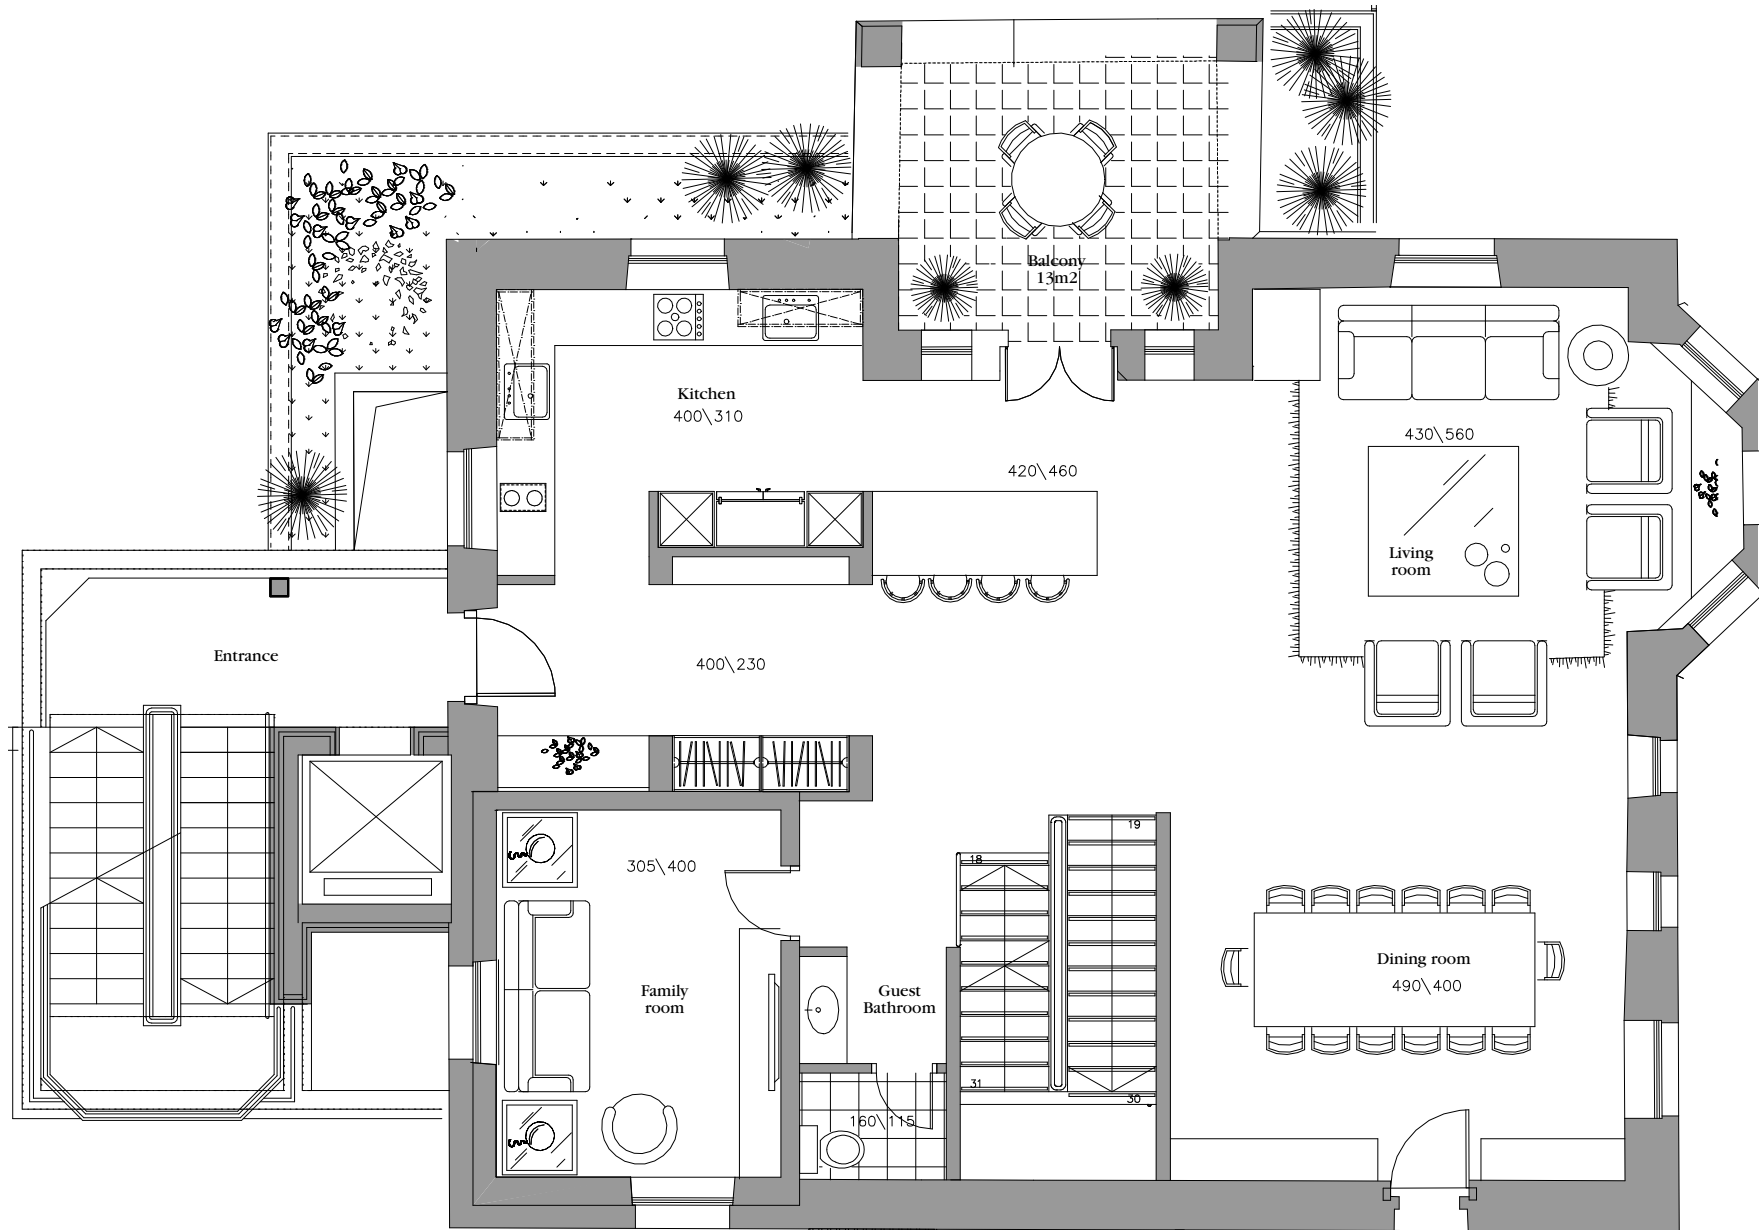 Balcony
13m2
Kitchen
400\310
430\560
420\460
Living
room
Entrance
400\230
305\400
19
18
Dining room
490\400
Family
room
Guest
Bathroom
31
30
160\115